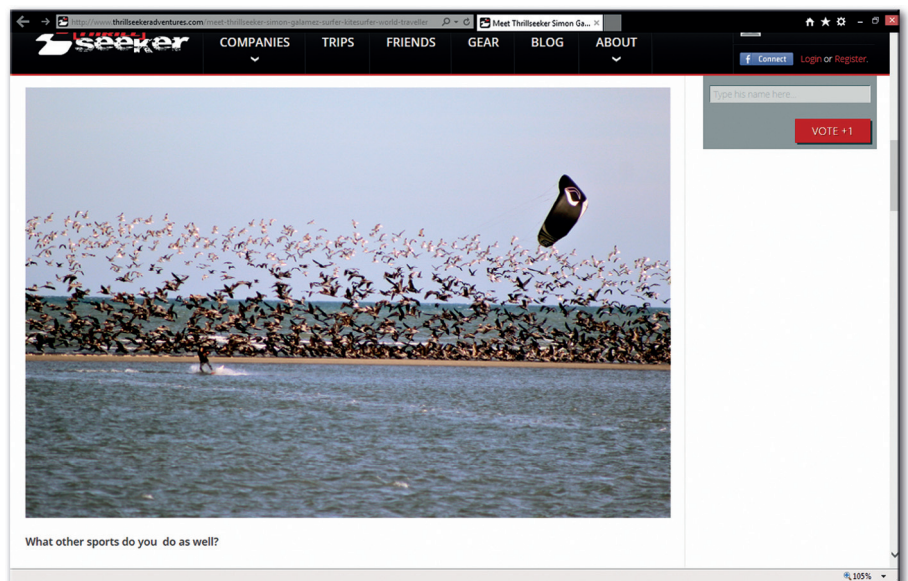 http://www.thrillseekeradventures.com/meet-thrillseeker-simon-galamez-surfer-kitesurfer-world-traveller
Meet Thrillseeker Simon Ga...
thrill
seeker
COMPANIES
TRIPS
FRIENDS
GEAR
BLOG
ABOUT
f Connect
Login or Register.
Type his name here...
VOTE +1
What other sports do you do as well?
105%